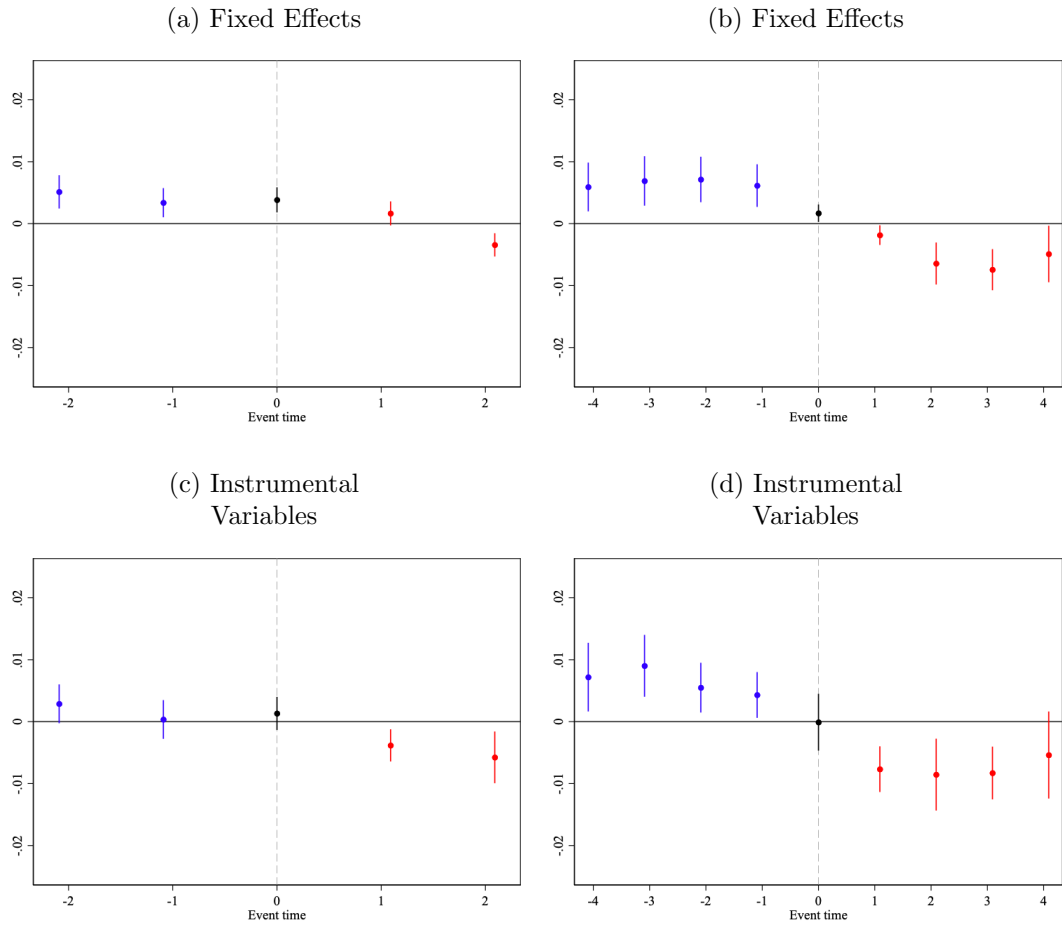 (a) Fixed Effects
.02
.01
0
-.01
-.02
-2 -1 0 1 2
Event time
(b) Fixed Effects
.02
.01
0
-.01
-.02
-4 -3 -2 -1 0 1 2 3 4
Event time
(c) Instrumental
Variables
.02
.01
0
-.01
-.02
-2 -1 0 1 2
Event time
(d) Instrumental
Variables
.02
.01
0
-.01
-.02
-4 -3 -2 -1 0 1 2 3 4
Event time